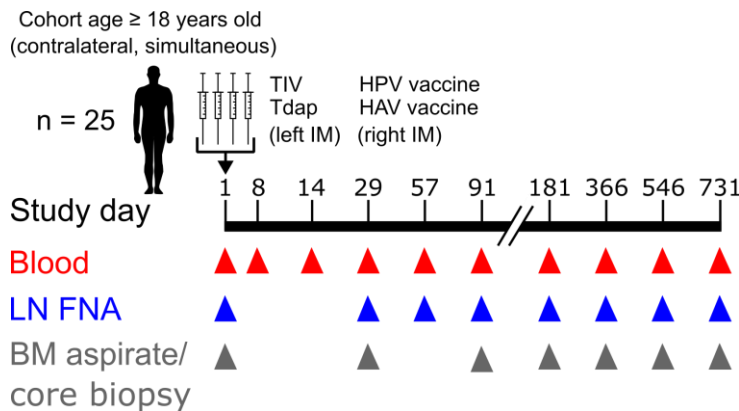 Cohort age ≥ 18 years old
(contralateral, simultaneous)
n = 25
TIV HPV vaccine
Tdap HAV vaccine
(left IM) (right IM)
1 8 14 29 57 91 181 366 546 731
Study day
Blood
LN FNA
BM aspirate/
core biopsy